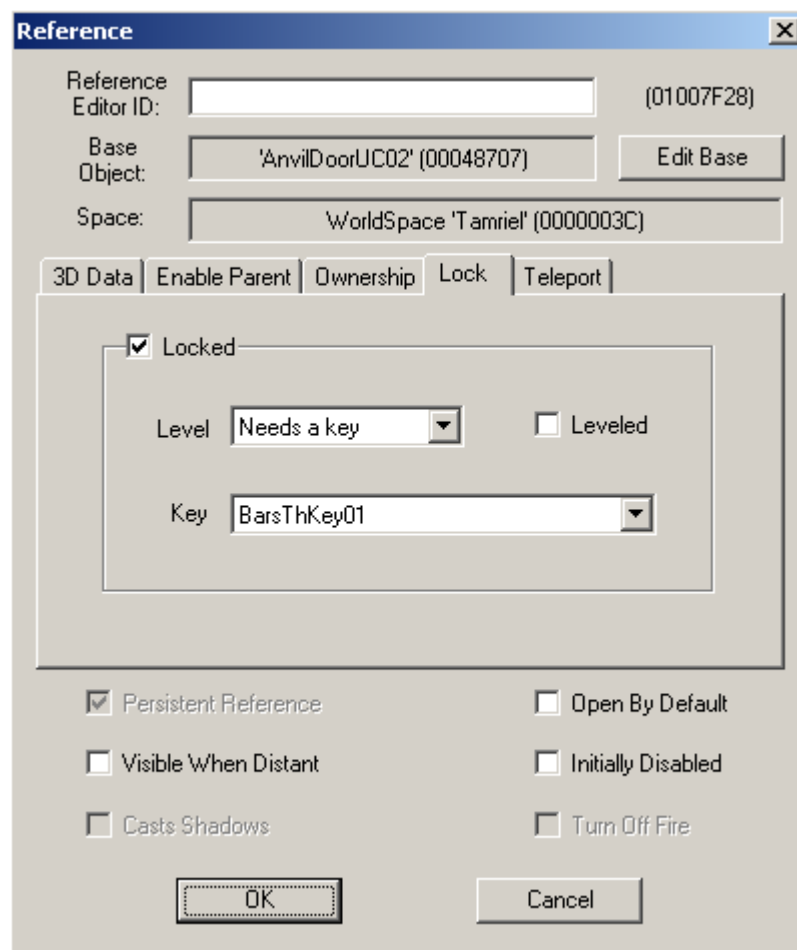 Reference
Reference
Editor ID:
(01007F28)
Base
Object:
'AnvilDoorUC02' (00048707)
Edit Base
Space:
WorldSpace 'Tamriel' (0000003C)
3D Data
Enable Parent
Ownership
Lock
Teleport
Locked
Level
Needs a key
Leveled
Key
BarsThKey01
Persistent Reference
Open By Default
Visible When Distant
Initially Disabled
Casts Shadows
Turn Off Fire
OK
Cancel